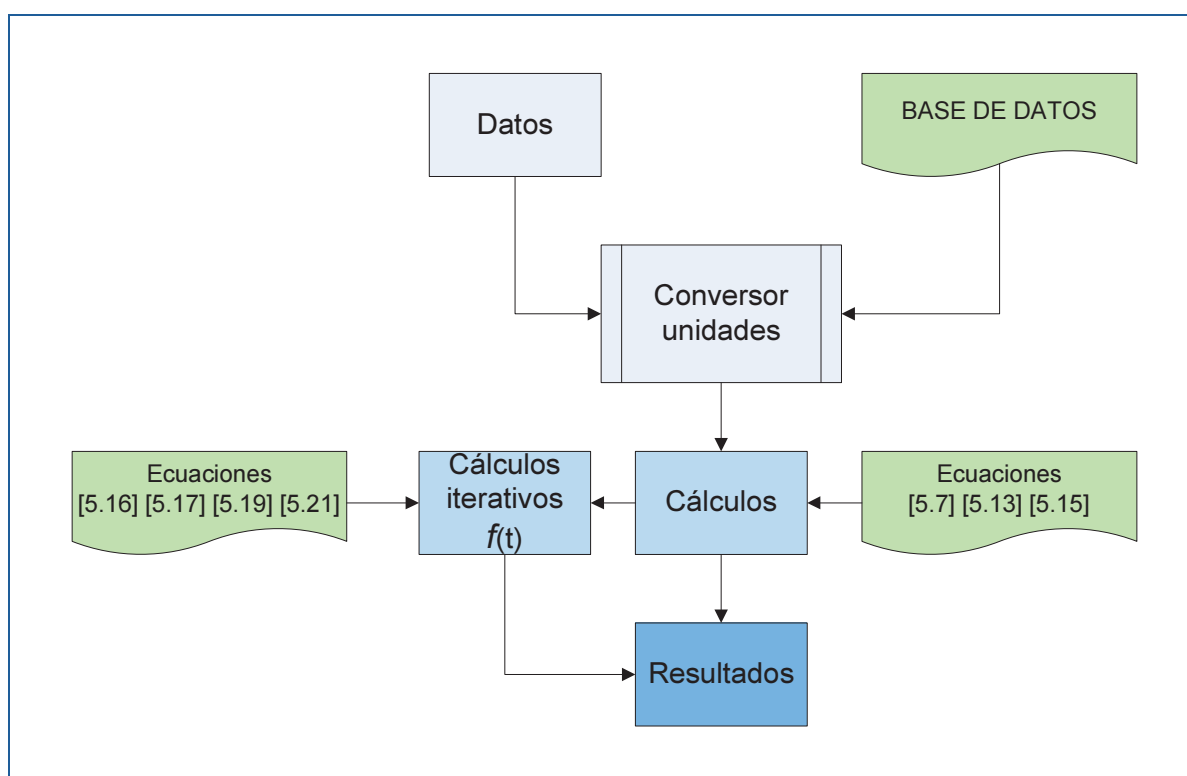 Datos
BASE DE DATOS
Conversor
unidades
Ecuaciones
[5.16] [5.17] [5.19] [5.21]
Cálculos
iterativos
f(t)
Cálculos
Ecuaciones
[5.7] [5.13] [5.15]
Resultados